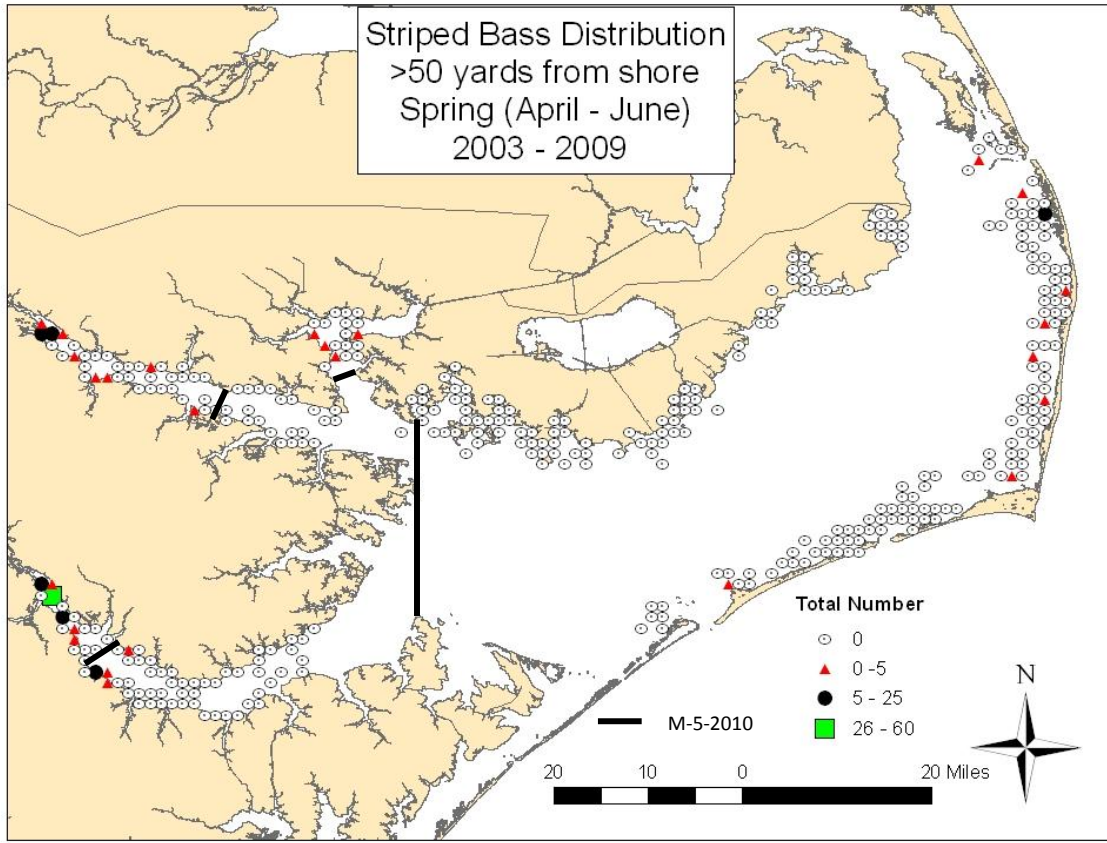 Striped Bass Distribution
>50 yards from shore
Spring (April - June)
2003 - 2009
Total Number
0
0 -5
5 - 25
26 - 60
M-5-2010
N
20 10 0 20 Miles